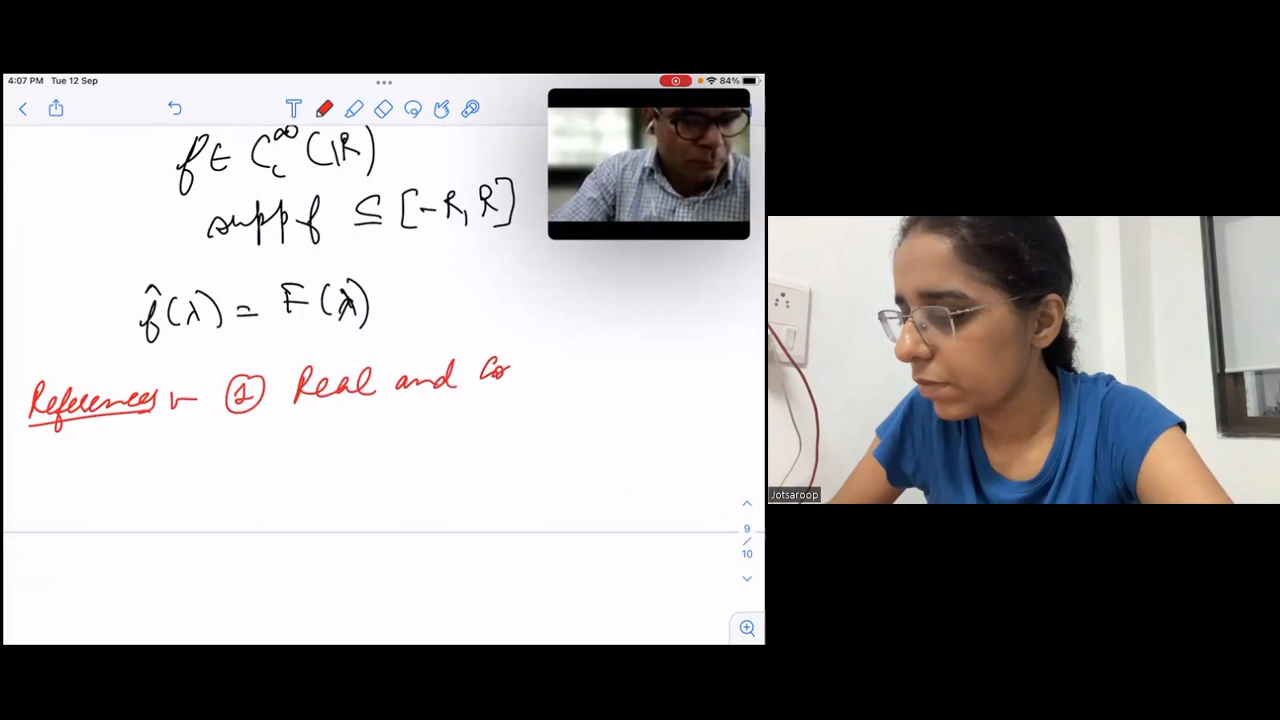 4:07 PM Tue 12 Sep
84%
f ∈ C_c^∞ (ℝ)
supp f ⊆ [-R, R]
f̂(λ) = F(λ)
References :- ① Real and Co
Jotsaroop
9
/
10